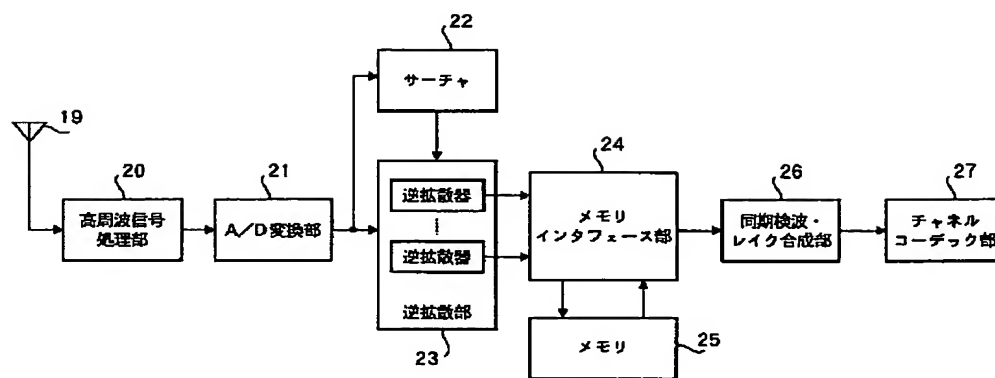 22
サーチャ
19
20
高周波信号
処理部
21
A/D変換部
逆拡散器
逆拡散器
逆拡散部
23
24
メモリ
インタフェース部
メモリ
25
26
同期検波・
レイク合成部
27
チャネル
コーデック部